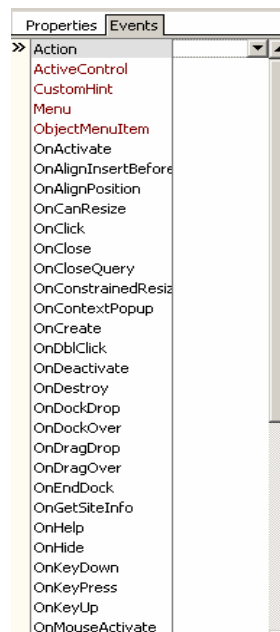 Properties Events
Action
ActiveControl
CustomHint
Menu
ObjectMenuItem
OnActivate
OnAlignInsertBefore
OnAlignPosition
OnCanResize
OnClick
OnClose
OnCloseQuery
OnConstrainedResiz
OnContextPopup
OnCreate
OnDblClick
OnDeactivate
OnDestroy
OnDockDrop
OnDockOver
OnDragDrop
OnDragOver
OnEndDock
OnGetSiteInfo
OnHelp
OnHide
OnKeyDown
OnKeyPress
OnKeyUp
OnMouseActivate